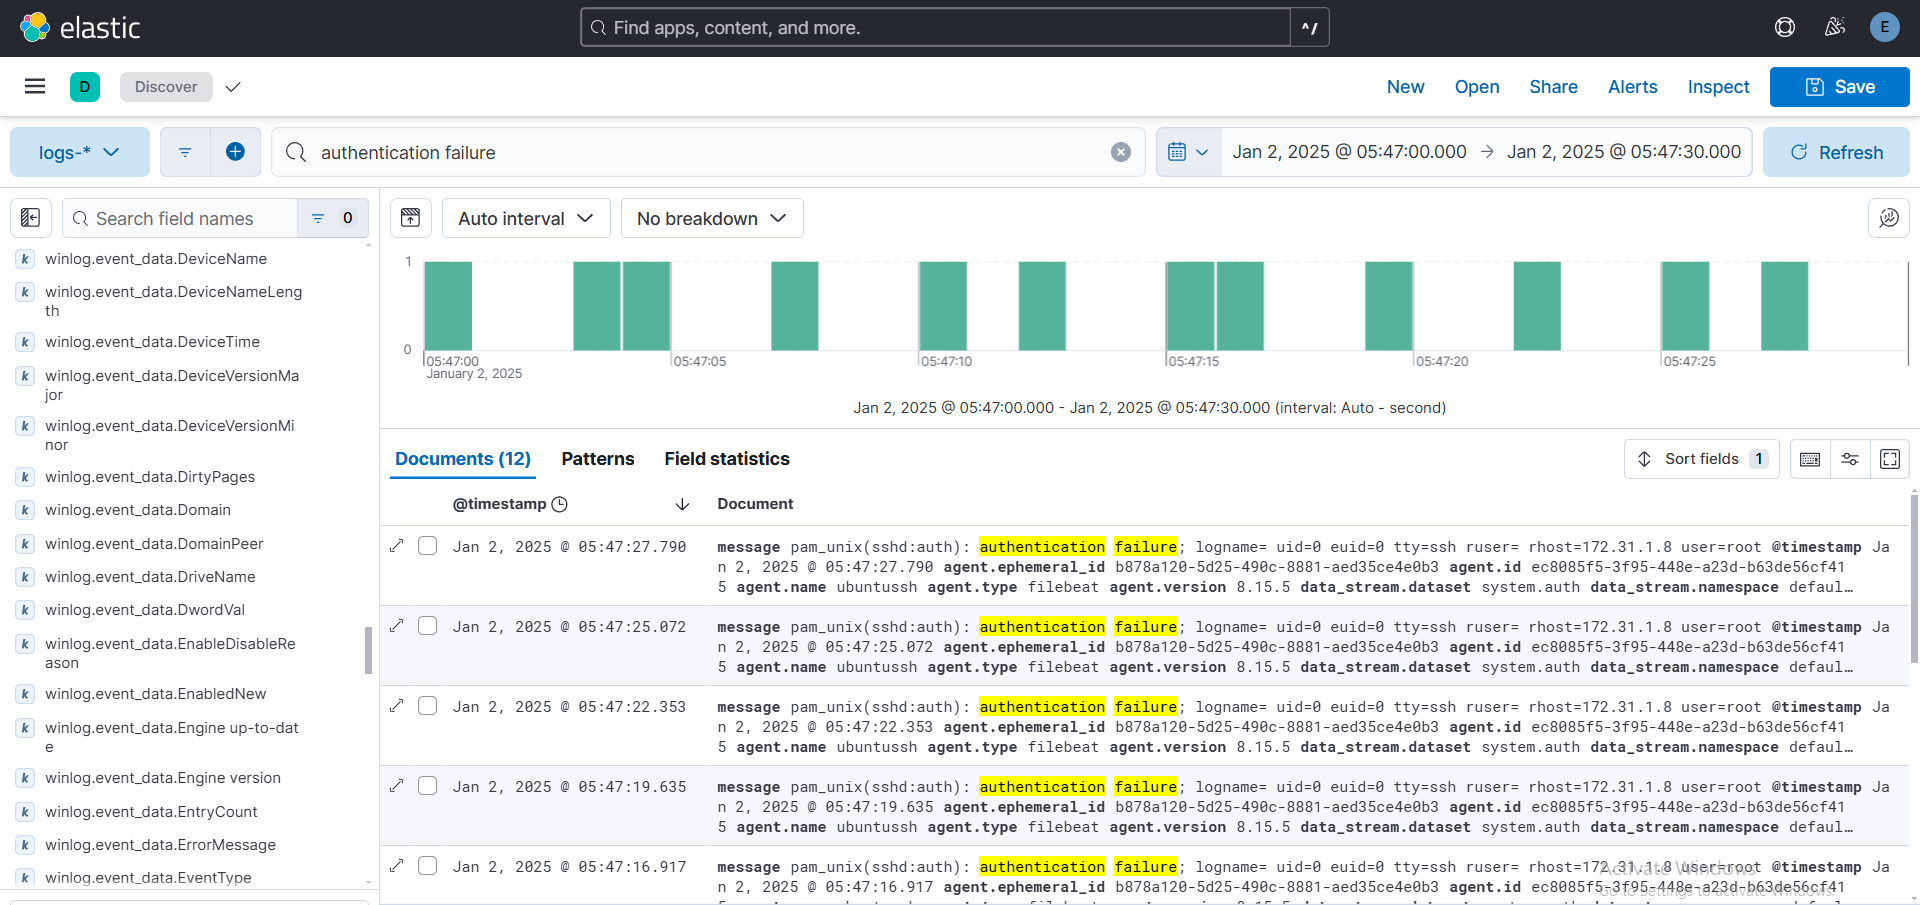 elastic
Find apps, content, and more.
^/
E
D
Discover
New
Open
Share
Alerts
Inspect
Save
logs-*
authentication failure
Jan 2, 2025 @ 05:47:00.000 → Jan 2, 2025 @ 05:47:30.000
Refresh
Search field names
0
k winlog.event_data.DeviceName
k winlog.event_data.DeviceNameLeng
th
k winlog.event_data.DeviceTime
k winlog.event_data.DeviceVersionMa
jor
k winlog.event_data.DeviceVersionMi
nor
k winlog.event_data.DirtyPages
k winlog.event_data.Domain
k winlog.event_data.DomainPeer
k winlog.event_data.DriveName
k winlog.event_data.DwordVal
k winlog.event_data.EnableDisableRe
ason
k winlog.event_data.EnabledNew
k winlog.event_data.Engine up-to-dat
e
k winlog.event_data.Engine version
k winlog.event_data.EntryCount
k winlog.event_data.ErrorMessage
k winlog.event_data.EventType
Auto interval
No breakdown
1
0
05:47:00 05:47:05 05:47:10 05:47:15 05:47:20 05:47:25
January 2, 2025
Jan 2, 2025 @ 05:47:00.000 - Jan 2, 2025 @ 05:47:30.000 (interval: Auto - second)
Documents (12)
Patterns
Field statistics
Sort fields 1
@timestamp
Document
Jan 2, 2025 @ 05:47:27.790 message pam_unix(sshd:auth): authentication failure; logname= uid=0 euid=0 tty=ssh ruser= rhost=172.31.1.8 user=root @timestamp Ja
n 2, 2025 @ 05:47:27.790 agent.ephemeral_id b878a120-5d25-490c-8881-aed35ce4e0b3 agent.id ec8085f5-3f95-448e-a23d-b63de56cf41
5 agent.name ubuntussh agent.type filebeat agent.version 8.15.5 data_stream.dataset system.auth data_stream.namespace defaul…
Jan 2, 2025 @ 05:47:25.072 message pam_unix(sshd:auth): authentication failure; logname= uid=0 euid=0 tty=ssh ruser= rhost=172.31.1.8 user=root @timestamp Ja
n 2, 2025 @ 05:47:25.072 agent.ephemeral_id b878a120-5d25-490c-8881-aed35ce4e0b3 agent.id ec8085f5-3f95-448e-a23d-b63de56cf41
5 agent.name ubuntussh agent.type filebeat agent.version 8.15.5 data_stream.dataset system.auth data_stream.namespace defaul…
Jan 2, 2025 @ 05:47:22.353 message pam_unix(sshd:auth): authentication failure; logname= uid=0 euid=0 tty=ssh ruser= rhost=172.31.1.8 user=root @timestamp Ja
n 2, 2025 @ 05:47:22.353 agent.ephemeral_id b878a120-5d25-490c-8881-aed35ce4e0b3 agent.id ec8085f5-3f95-448e-a23d-b63de56cf41
5 agent.name ubuntussh agent.type filebeat agent.version 8.15.5 data_stream.dataset system.auth data_stream.namespace defaul…
Jan 2, 2025 @ 05:47:19.635 message pam_unix(sshd:auth): authentication failure; logname= uid=0 euid=0 tty=ssh ruser= rhost=172.31.1.8 user=root @timestamp Ja
n 2, 2025 @ 05:47:19.635 agent.ephemeral_id b878a120-5d25-490c-8881-aed35ce4e0b3 agent.id ec8085f5-3f95-448e-a23d-b63de56cf41
5 agent.name ubuntussh agent.type filebeat agent.version 8.15.5 data_stream.dataset system.auth data_stream.namespace defaul…
Jan 2, 2025 @ 05:47:16.917 message pam_unix(sshd:auth): authentication failure; logname= uid=0 euid=0 tty=ssh ruser= rhost=172.31.1.8 user=root @timestamp Ja
n 2, 2025 @ 05:47:16.917 agent.ephemeral_id b878a120-5d25-490c-8881-aed35ce4e0b3 agent.id ec8085f5-3f95-448e-a23d-b63de56cf41
Activate Windows
Go to Settings to activate Windows.